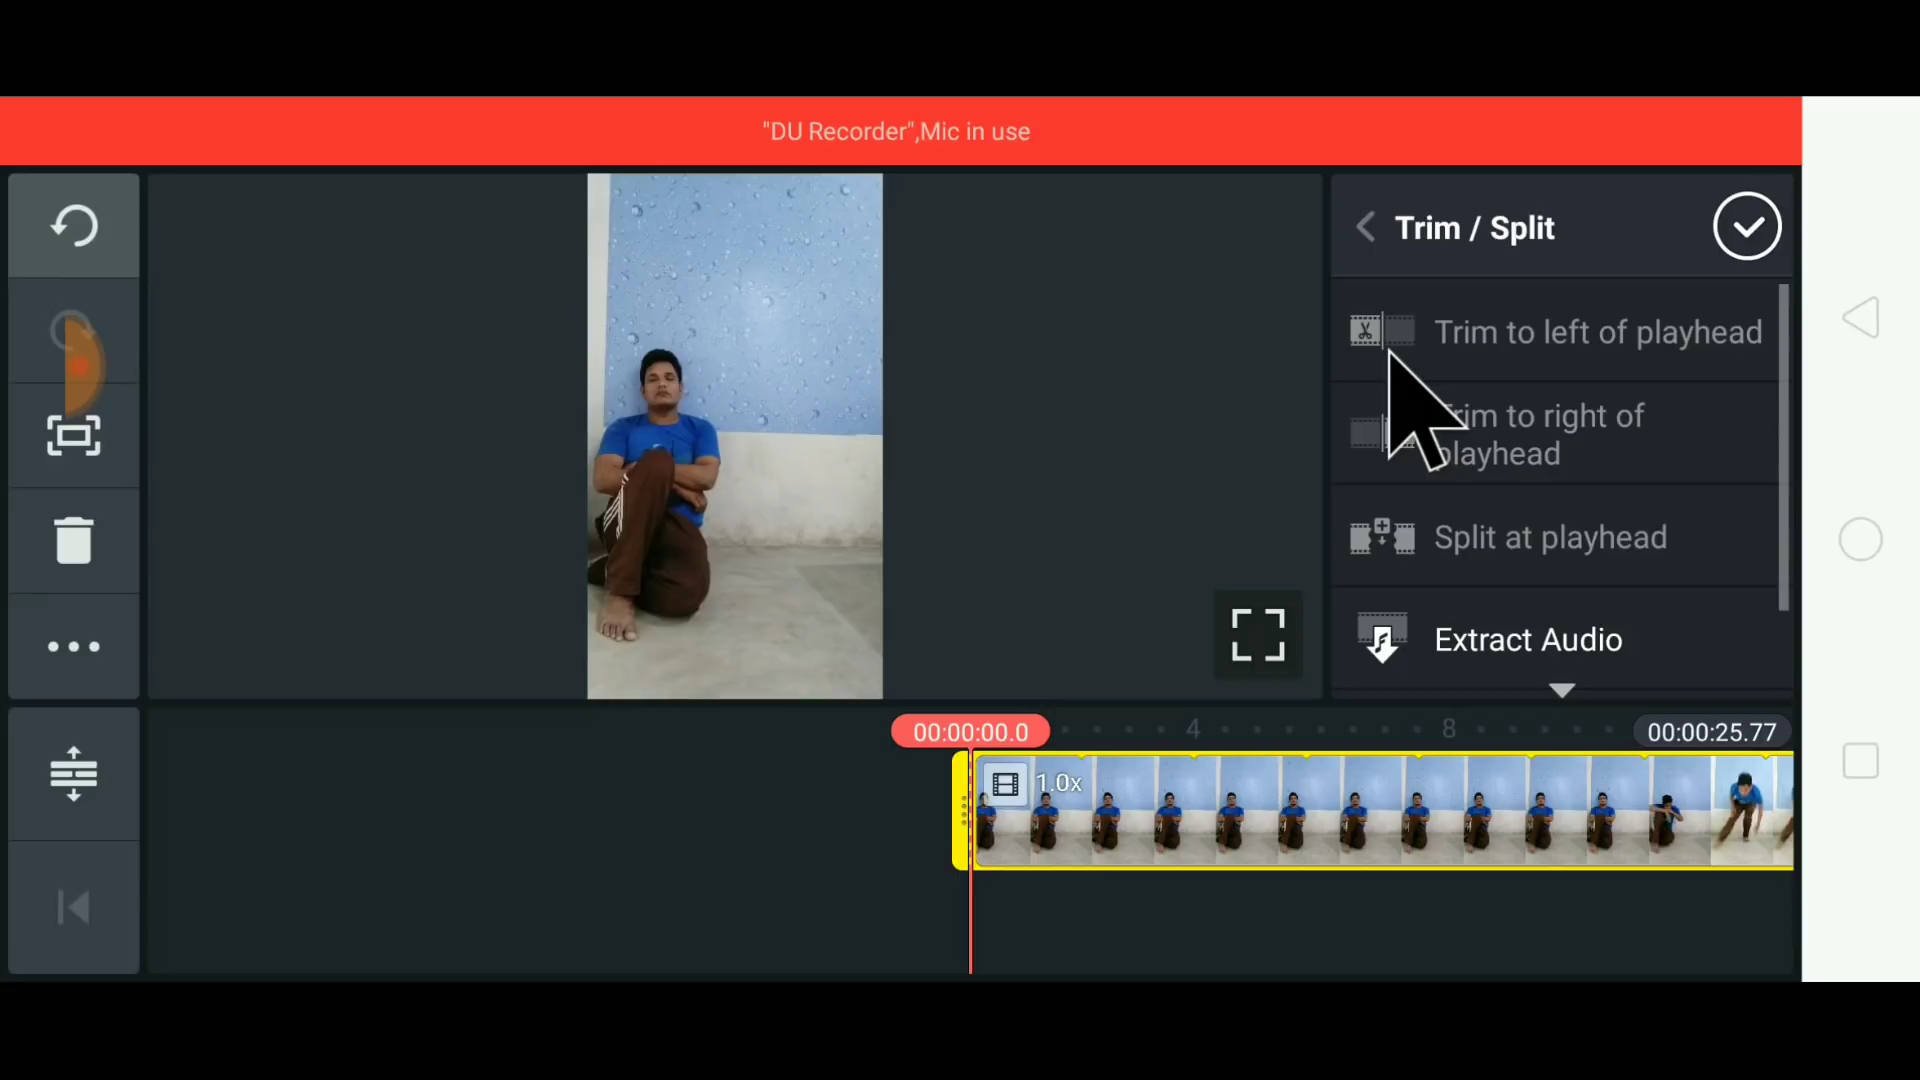 "DU Recorder",Mic in use
Trim / Split
Trim to left of playhead
Trim to right of
playhead
Split at playhead
Extract Audio
00:00:00.0
4
8
00:00:25.77
1.0x